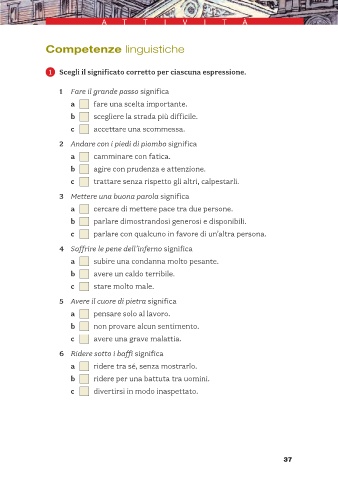 ATTIVITÀ
Competenze linguistiche
1 Scegli il significato corretto per ciascuna espressione.
1 Fare il grande passo significa
a fare una scelta importante.
b scegliere la strada più difficile.
c accettare una scommessa.
2 Andare con i piedi di piombo significa
a camminare con fatica.
b agire con prudenza e attenzione.
c trattare senza rispetto gli altri, calpestarli.
3 Mettere una buona parola significa
a cercare di mettere pace tra due persone.
b parlare dimostrandosi generosi e disponibili.
c parlare con qualcuno in favore di un'altra persona.
4 Soffrire le pene dell'inferno significa
a subire una condanna molto pesante.
b avere un caldo terribile.
c stare molto male.
5 Avere il cuore di pietra significa
a pensare solo al lavoro.
b non provare alcun sentimento.
c avere una grave malattia.
6 Ridere sotto i baffi significa
a ridere tra sé, senza mostrarlo.
b ridere per una battuta tra uomini.
c divertirsi in modo inaspettato.
37